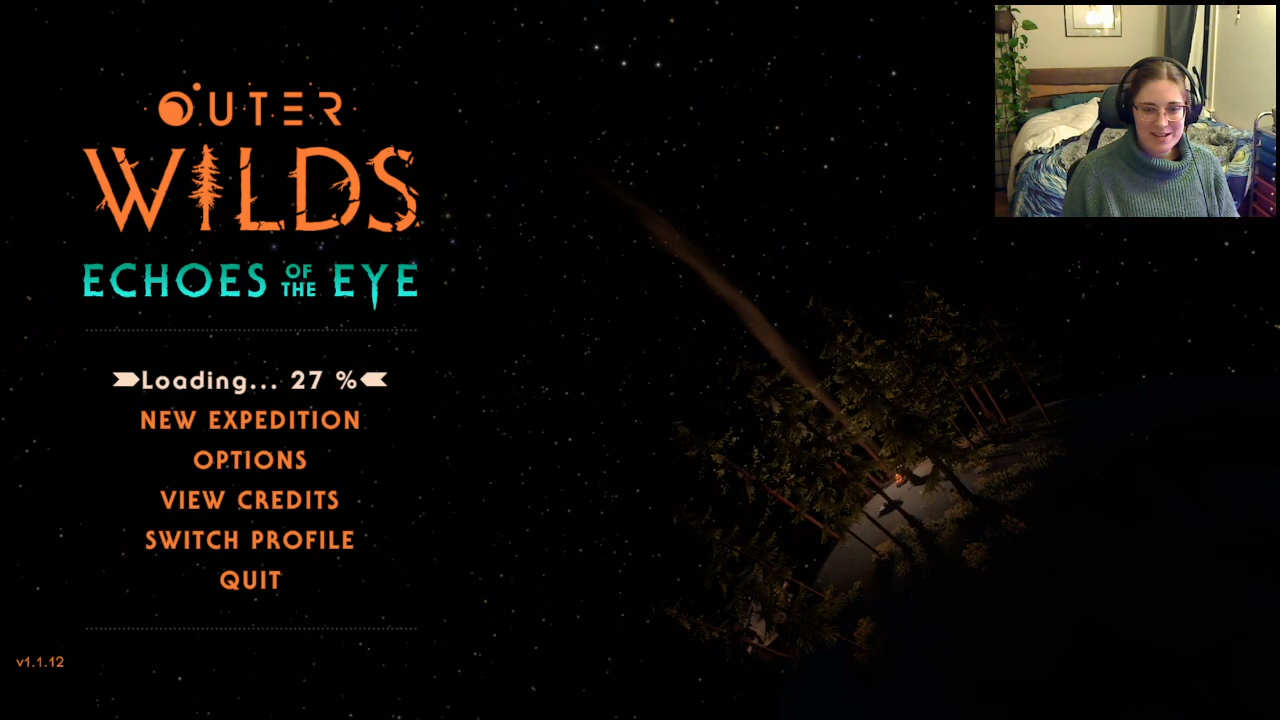 OUTER
WILDS
ECHOES OF THE EYE
Loading... 27 %
NEW EXPEDITION
OPTIONS
VIEW CREDITS
SWITCH PROFILE
QUIT
v1.1.12